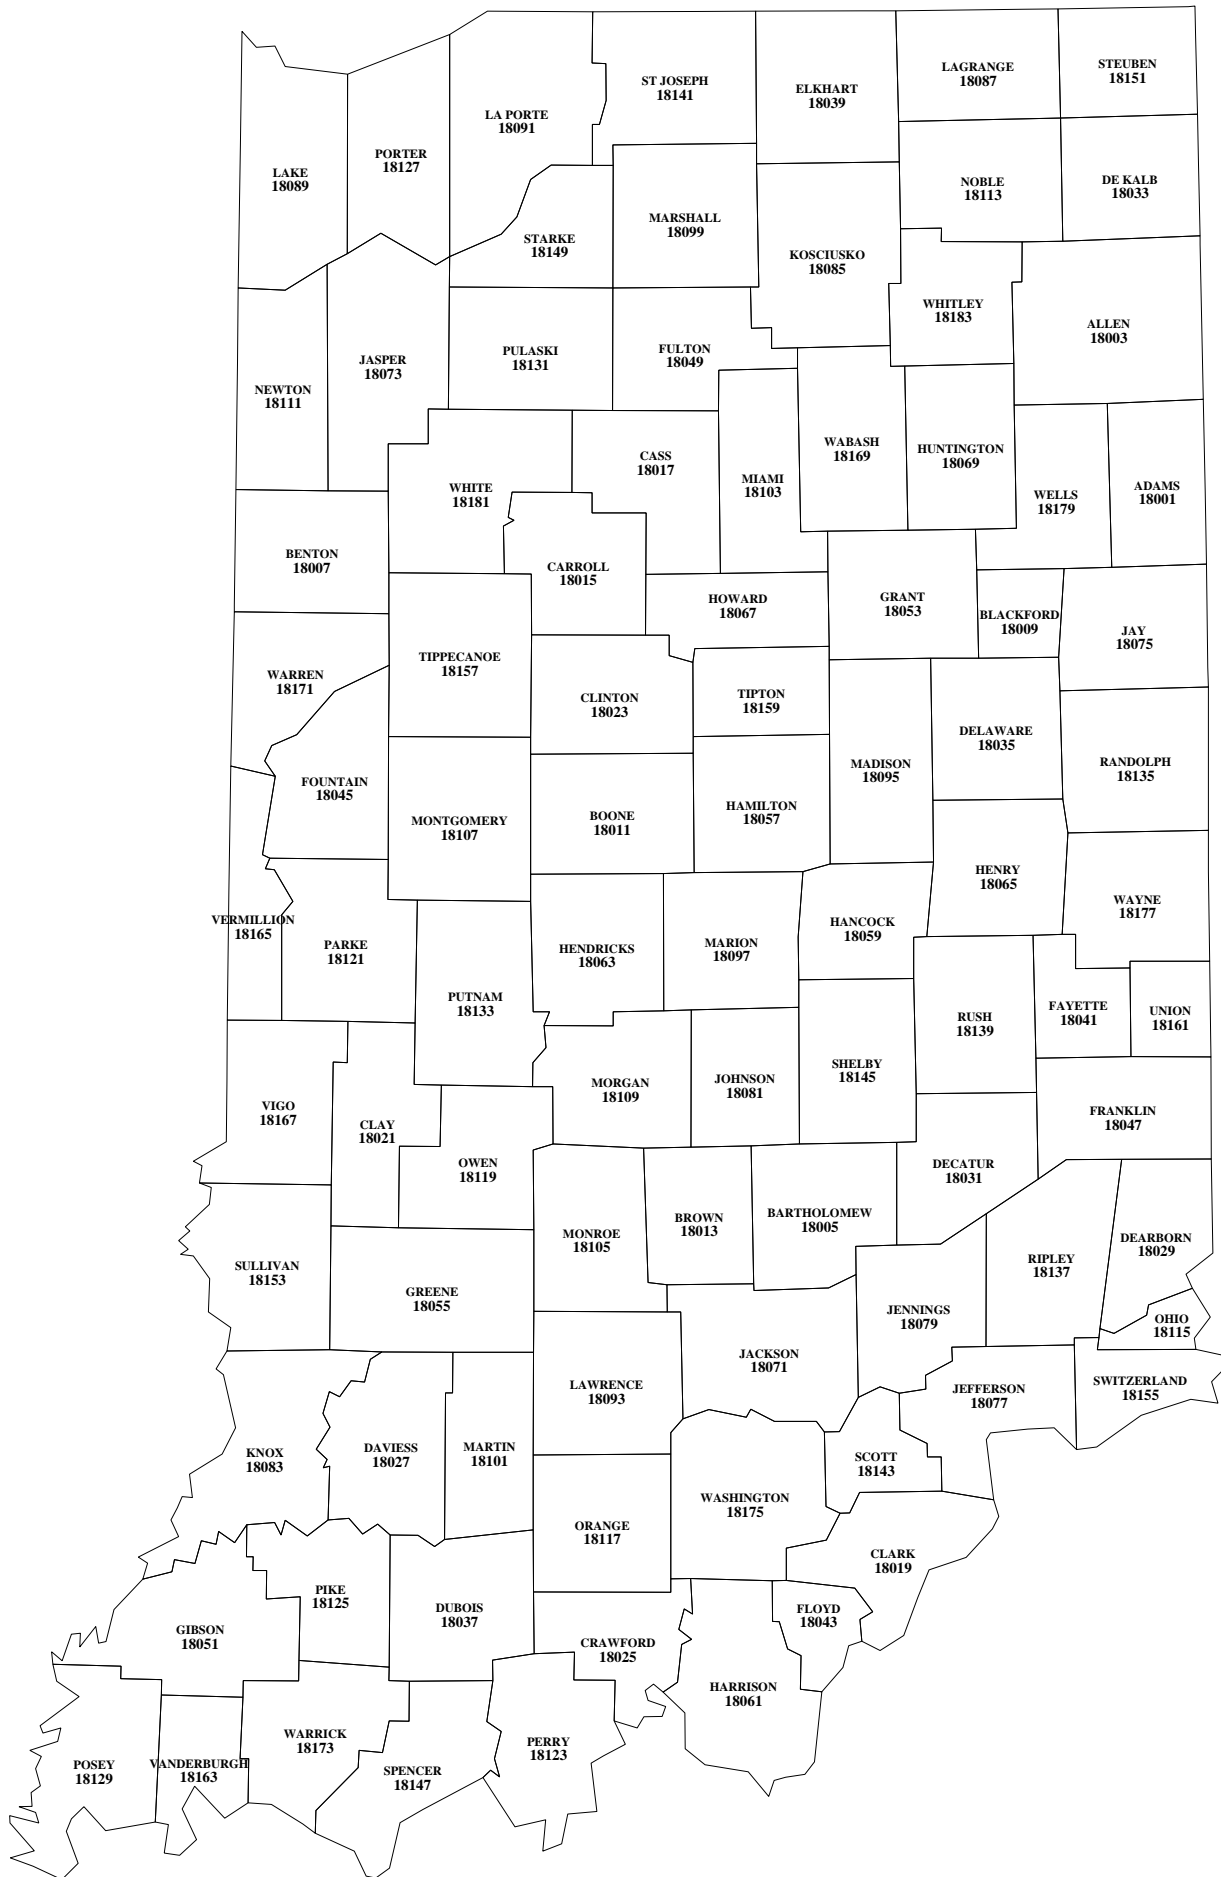 LAGRANGE
18087
STEUBEN
18151
ST JOSEPH
18141
ELKHART
18039
LA PORTE
18091
PORTER
18127
LAKE
18089
NOBLE
18113
DE KALB
18033
MARSHALL
18099
STARKE
18149
KOSCIUSKO
18085
WHITLEY
18183
ALLEN
18003
PULASKI
18131
FULTON
18049
JASPER
18073
NEWTON
18111
WABASH
18169
HUNTINGTON
18069
CASS
18017
MIAMI
18103
WHITE
18181
WELLS
18179
ADAMS
18001
BENTON
18007
CARROLL
18015
HOWARD
18067
GRANT
18053
BLACKFORD
18009
JAY
18075
WARREN
18171
TIPPECANOE
18157
CLINTON
18023
TIPTON
18159
DELAWARE
18035
MADISON
18095
RANDOLPH
18135
FOUNTAIN
18045
MONTGOMERY
18107
BOONE
18011
HAMILTON
18057
HENRY
18065
WAYNE
18177
VERMILLION
18165
PARKE
18121
HENDRICKS
18063
MARION
18097
HANCOCK
18059
PUTNAM
18133
RUSH
18139
FAYETTE
18041
UNION
18161
SHELBY
18145
MORGAN
18109
JOHNSON
18081
VIGO
18167
CLAY
18021
FRANKLIN
18047
OWEN
18119
DECATUR
18031
MONROE
18105
BROWN
18013
BARTHOLOMEW
18005
DEARBORN
18029
SULLIVAN
18153
RIPLEY
18137
GREENE
18055
JENNINGS
18079
OHIO
18115
JACKSON
18071
LAWRENCE
18093
JEFFERSON
18077
SWITZERLAND
18155
KNOX
18083
DAVIESS
18027
MARTIN
18101
SCOTT
18143
WASHINGTON
18175
ORANGE
18117
CLARK
18019
PIKE
18125
DUBOIS
18037
FLOYD
18043
GIBSON
18051
CRAWFORD
18025
HARRISON
18061
WARRICK
18173
PERRY
18123
POSEY
18129
VANDERBURGH
18163
SPENCER
18147